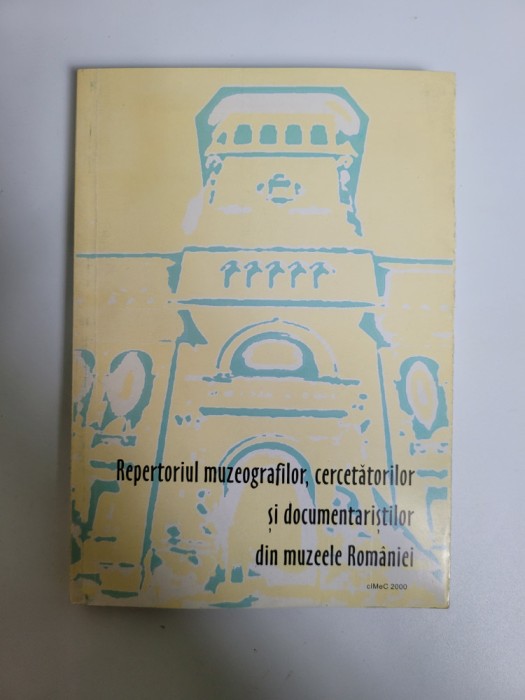 Repertoriul muzeografilor, cercetătorilor
și documentariștilor
din muzeele României
cIMeC 2000